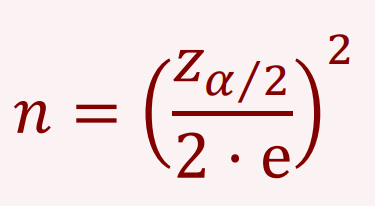 n = (z_{α/2} / (2 · e))^2